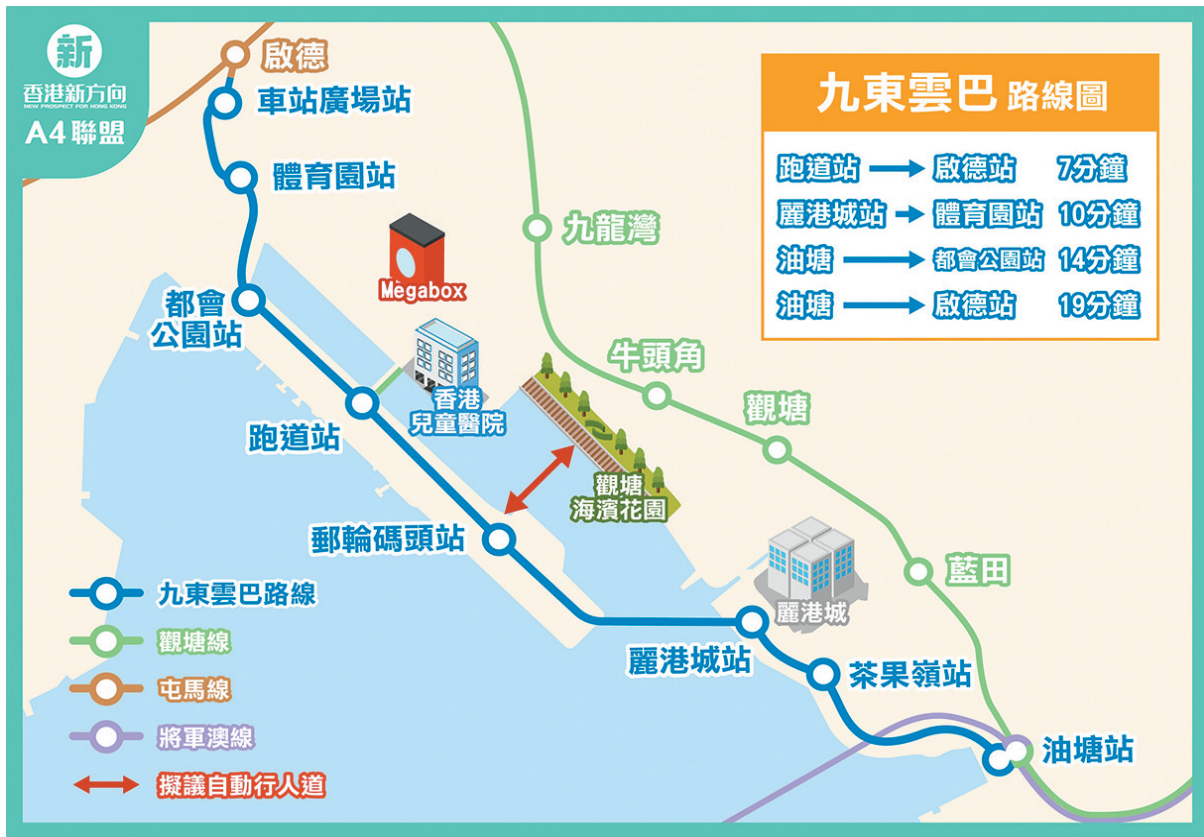 新
香港新方向
NEW PROSPECT FOR HONG KONG
A4聯盟
啟德
車站廣場站
體育園站
九東雲巴 路線圖
跑道站 → 啟德站 7分鐘
麗港城站 → 體育園站 10分鐘
油塘 → 都會公園站 14分鐘
油塘 → 啟德站 19分鐘
九龍灣
Megabox
都會
公園站
香港
兒童醫院
牛頭角
觀塘
跑道站
觀塘
海濱花園
郵輪碼頭站
藍田
麗港城
麗港城站
茶果嶺站
油塘站
九東雲巴路線
觀塘線
屯馬線
將軍澳線
擬議自動行人道